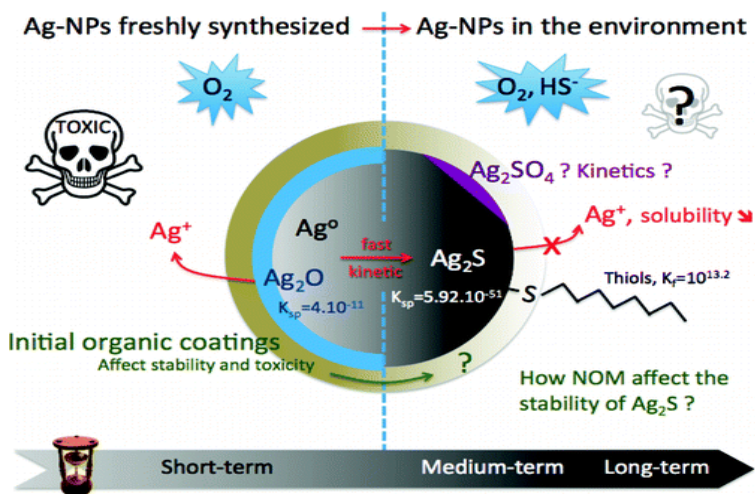 Ag-NPs freshly synthesized → Ag-NPs in the environment
O₂
O₂, HS⁻
TOXIC
?
Ag₂SO₄ ? Kinetics ?
Ag⁺
Ag⁰
fast
kinetic
Ag₂S
Ag⁺, solubility ↘
X
Ag₂O
Kₛₚ=4.10⁻¹¹
Kₛₚ=5.92.10⁻⁵¹
S
Thiols, K_f=10¹³·²
Initial organic coatings
Affect stability and toxicity
?
How NOM affect the
stability of Ag₂S ?
Short-term
Medium-term
Long-term